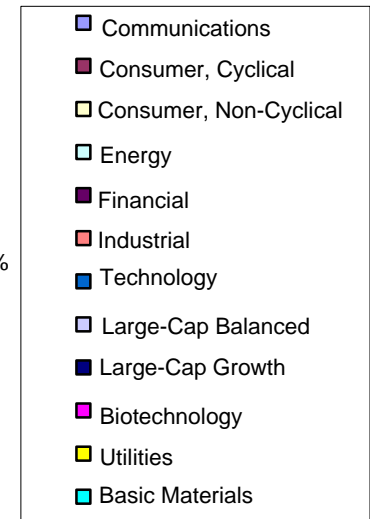 Communications
Consumer, Cyclical
Consumer, Non-Cyclical
Energy
Financial
Industrial
%
Technology
Large-Cap Balanced
Large-Cap Growth
Biotechnology
Utilities
Basic Materials